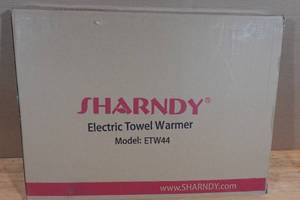 SHARNDY®
Electric Towel Warmer
Model: ETW44
www.SHARNDY.com